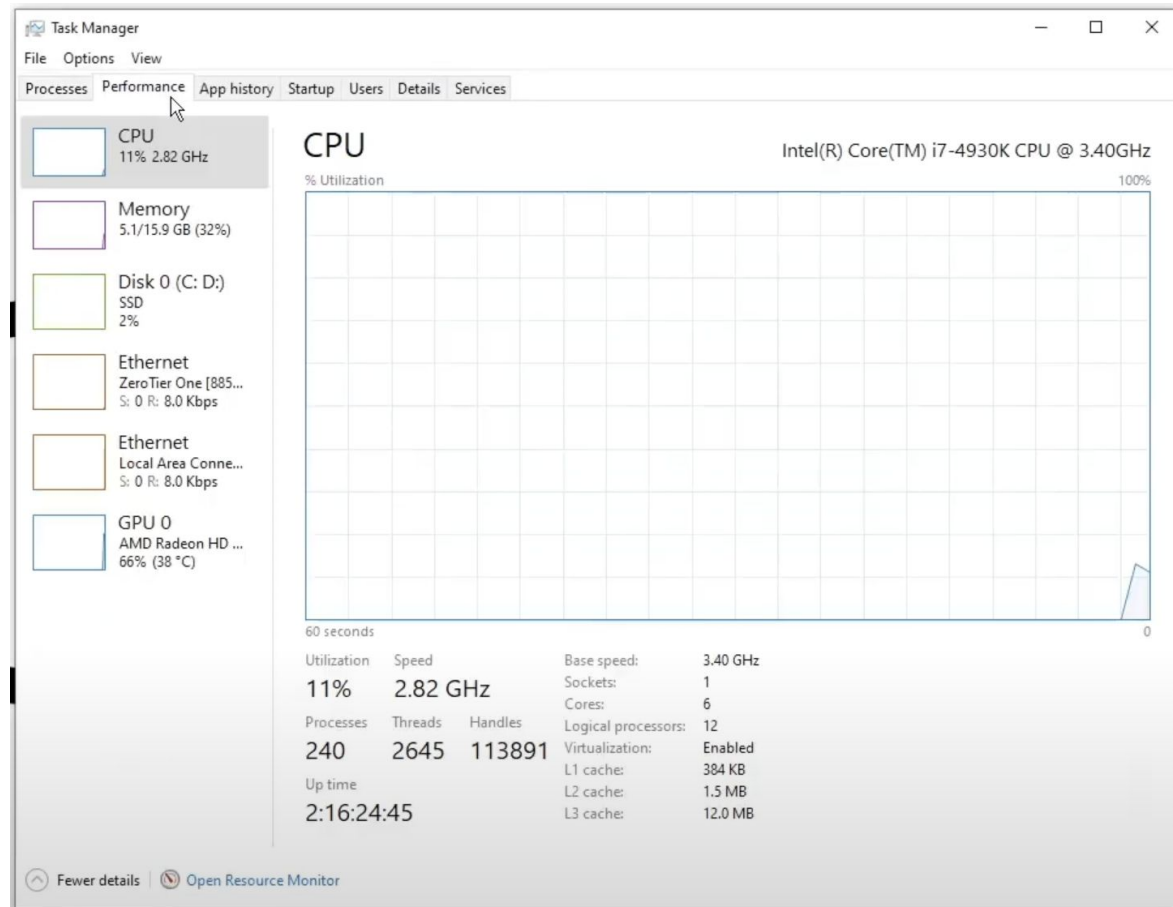 Task Manager
File Options View
Processes Performance App history Startup Users Details Services
CPU
11% 2.82 GHz
Memory
5.1/15.9 GB (32%)
Disk 0 (C: D:)
SSD
2%
Ethernet
ZeroTier One [885...
S: 0 R: 8.0 Kbps
Ethernet
Local Area Conne...
S: 0 R: 8.0 Kbps
GPU 0
AMD Radeon HD ...
66% (38 °C)
CPU Intel(R) Core(TM) i7-4930K CPU @ 3.40GHz
% Utilization 100%
60 seconds 0
Utilization Speed
11% 2.82 GHz
Processes Threads Handles
240 2645 113891
Up time
2:16:24:45
Base speed: 3.40 GHz
Sockets: 1
Cores: 6
Logical processors: 12
Virtualization: Enabled
L1 cache: 384 KB
L2 cache: 1.5 MB
L3 cache: 12.0 MB
Fewer details Open Resource Monitor